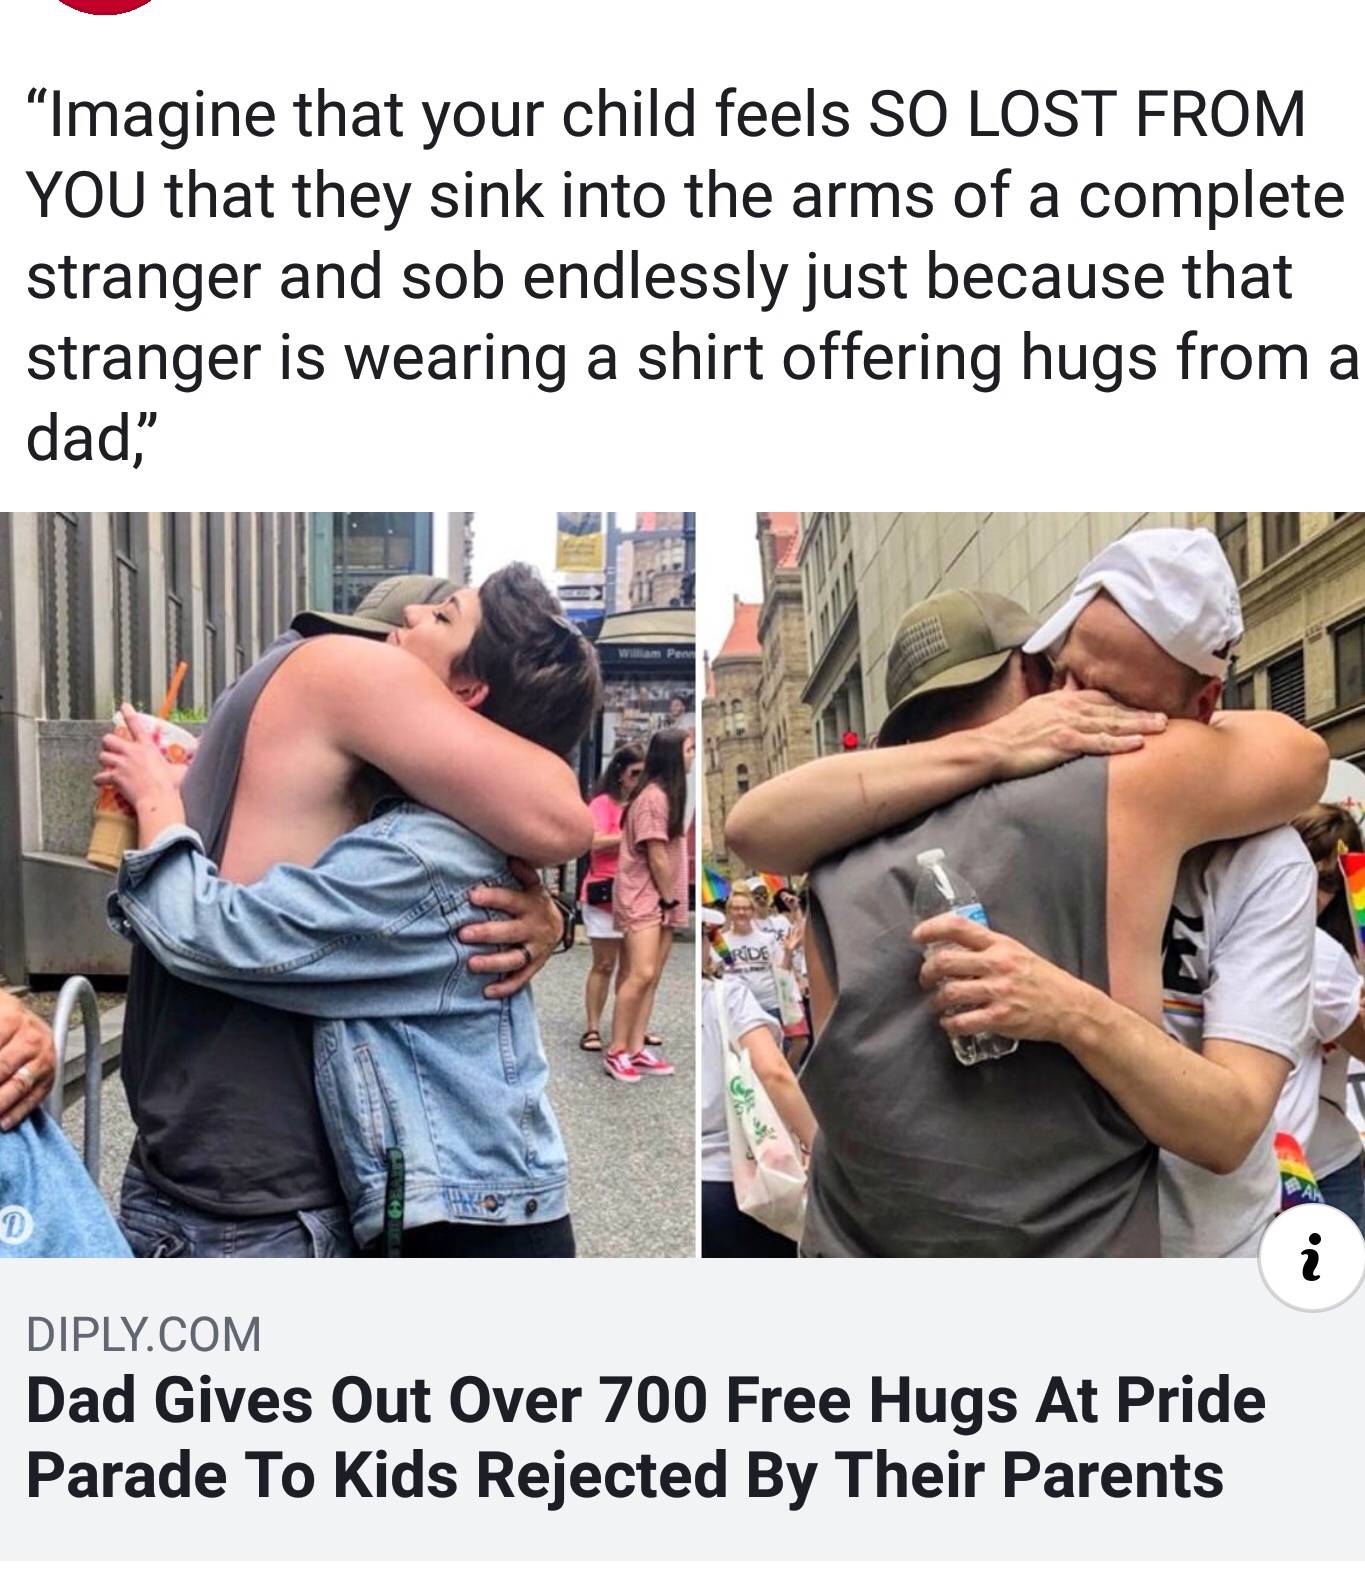 “Imagine that your child feels SO LOST FROM
YOU that they sink into the arms of a complete
stranger and sob endlessly just because that
stranger is wearing a shirt offering hugs from a
dad,”
William Penn
RIDE
E
D
i
DIPLY.COM
Dad Gives Out Over 700 Free Hugs At Pride
Parade To Kids Rejected By Their Parents